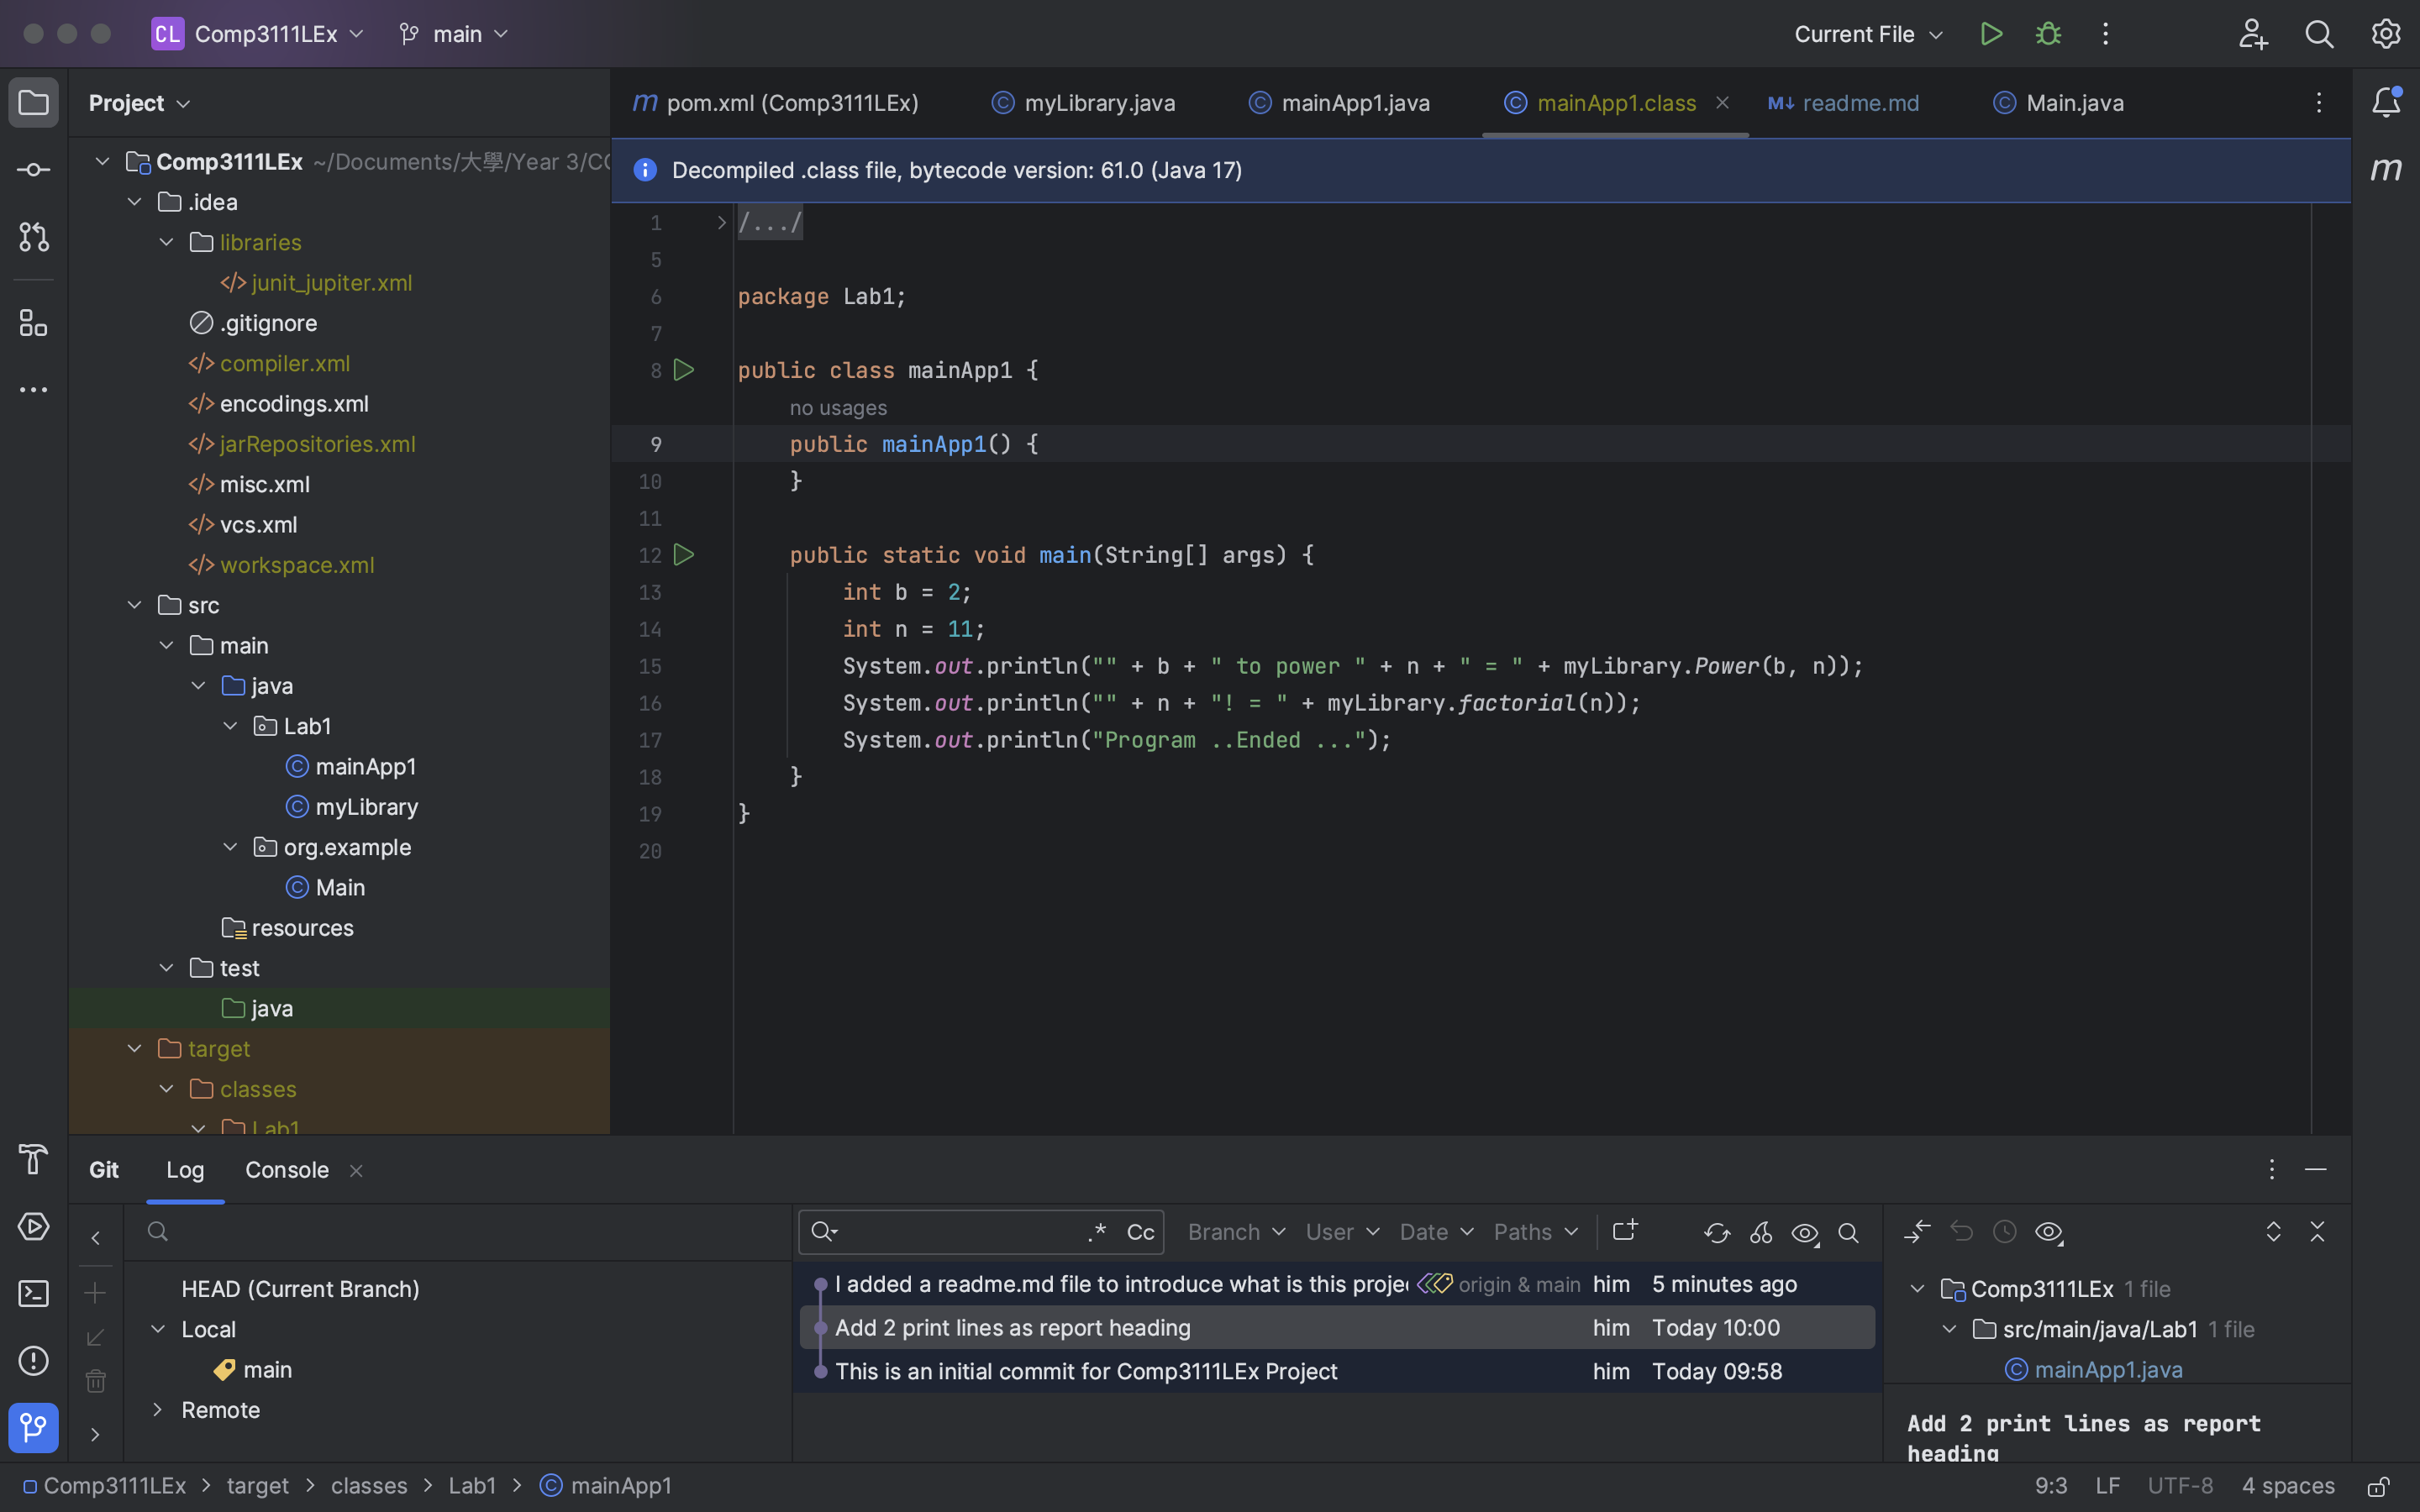 CL Comp3111LEx main Current File
Project
pom.xml (Comp3111LEx) myLibrary.java mainApp1.java mainApp1.class readme.md Main.java
Decompiled .class file, bytecode version: 61.0 (Java 17)
Comp3111LEx ~/Documents/大學/Year 3/CO
.idea
libraries
junit_jupiter.xml
.gitignore
compiler.xml
encodings.xml
jarRepositories.xml
misc.xml
vcs.xml
workspace.xml
src
main
java
Lab1
mainApp1
myLibrary
org.example
Main
resources
test
java
target
classes
Lab1
1 /.../
5
6 package Lab1;
7
8 public class mainApp1 {
no usages
9 public mainApp1() {
10 }
11
12 public static void main(String[] args) {
13 int b = 2;
14 int n = 11;
15 System.out.println("" + b + " to power " + n + " = " + myLibrary.Power(b, n));
16 System.out.println("" + n + "! = " + myLibrary.factorial(n));
17 System.out.println("Program ..Ended ...");
18 }
19 }
20
Git Log Console
HEAD (Current Branch)
Local
main
Remote
.* Cc Branch User Date Paths
I added a readme.md file to introduce what is this projec origin & main him 5 minutes ago
Add 2 print lines as report heading him Today 10:00
This is an initial commit for Comp3111LEx Project him Today 09:58
Comp3111LEx 1 file
src/main/java/Lab1 1 file
mainApp1.java
Add 2 print lines as report
heading
Comp3111LEx > target > classes > Lab1 > mainApp1 9:3 LF UTF-8 4 spaces